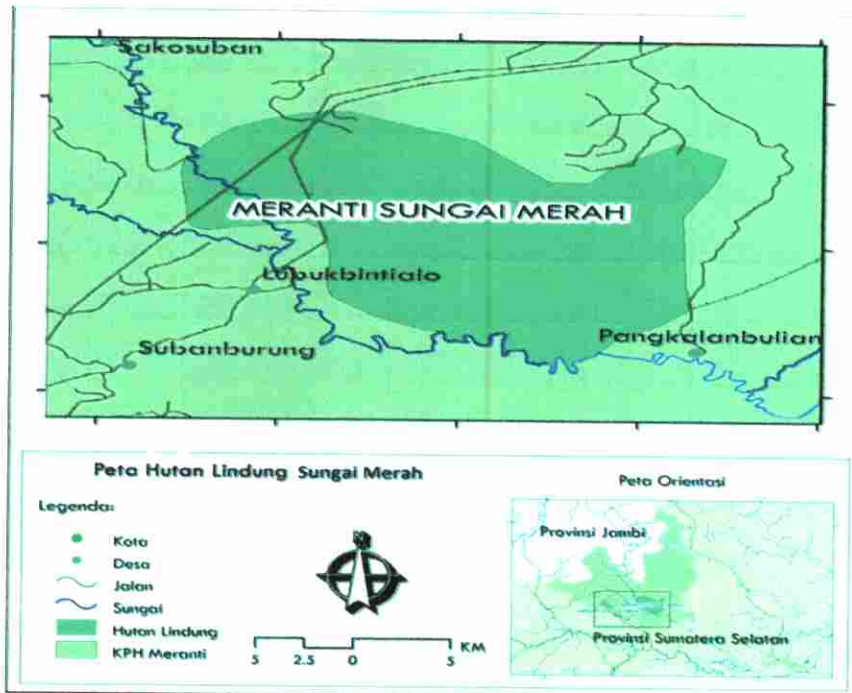 Sakosuban
MERANTI SUNGAI MERAH
Lubukbintialo
Subanburung
Pangkalanbulian
Peta Hutan Lindung Sungai Merah
Legenda:
Kota
Desa
Jalan
Sungai
Hutan Lindung
KPH Meranti
N
5 2.5 0 5 KM
Peta Orientasi
Provinsi Jambi
Provinsi Sumatera Selatan